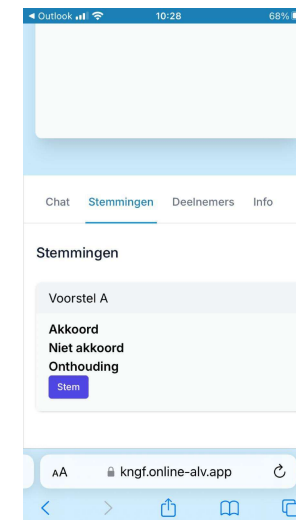 Outlook 10:28 68%
Chat Stemmingen Deelnemers Info
Stemmingen
Voorstel A
Akkoord
Niet akkoord
Onthouding
Stem
AA kngf.online-alv.app